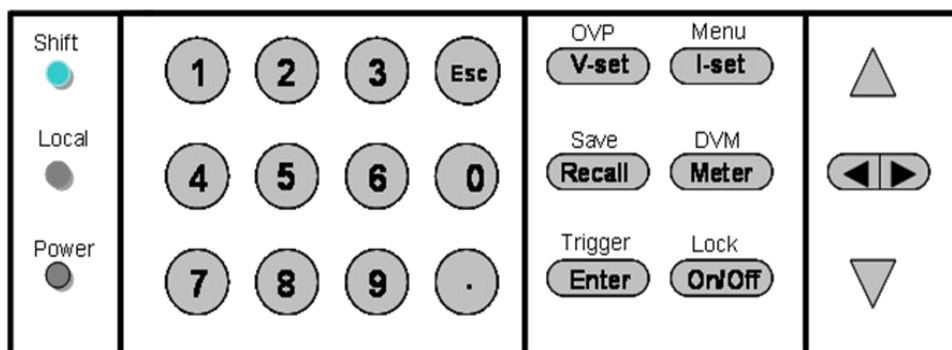 Shift
Local
Power
1 2 3 Esc
4 5 6 0
7 8 9 .
OVP Menu
V-set I-set
Save DVM
Recall Meter
Trigger Lock
Enter On/Off